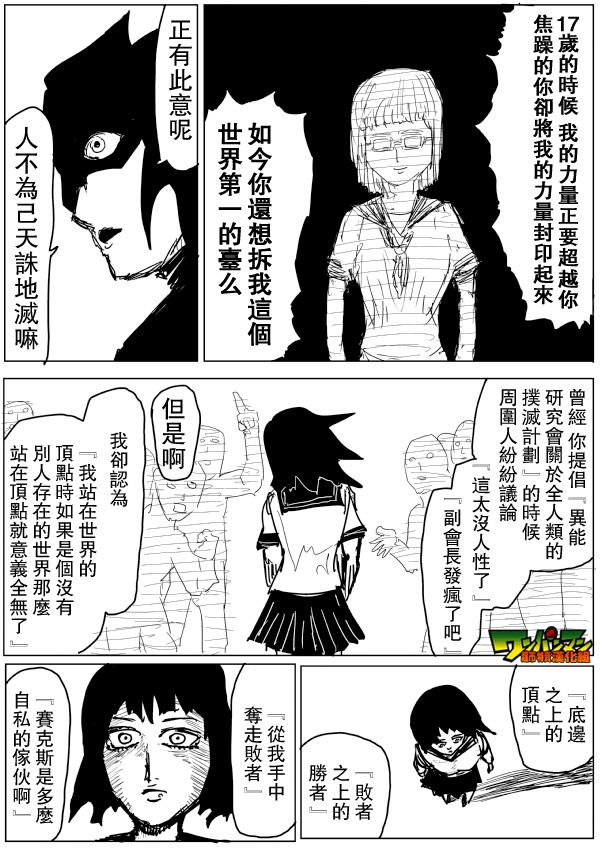 17歲的時候 我的力量正要超越你
焦躁的你卻將我的力量封印起來
如今你還想拆我這個
世界第一的臺么
正有此意呢
人不為己天誅地滅嘛
曾經 你提倡『異能
研究會關於全人類的
撲滅計劃』的時候
周圍人紛紛議論
『這太沒人性了』
『副會長發瘋了吧』
但是啊
我卻認為
『我站在世界的
頂點時如果是個沒有
別人存在的世界那麼
站在頂點就意義全無了』
ワンパンマン
漢化組
『底邊
之上的
頂點』
『敗者
之上的
勝者』
『從我手中
奪走敗者』
『賽克斯是多麼
自私的傢伙啊』